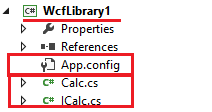 C# WcfLibrary1
Properties
References
App.config
C# Calc.cs
C# ICalc.cs